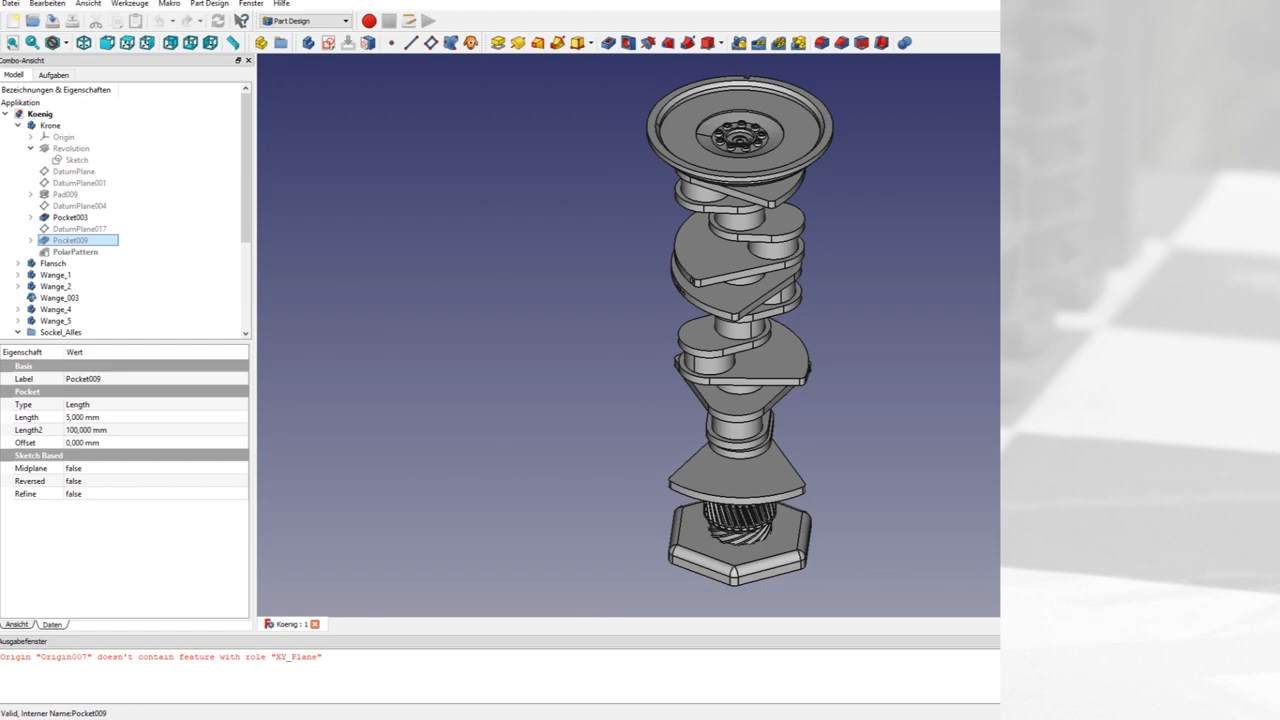 Datei Bearbeiten Ansicht Werkzeuge Makro Part Design Fenster Hilfe
Part Design
Combo-Ansicht
Modell Aufgaben
Bezeichnungen & Eigenschaften
Applikation
Koenig
Krone
Origin
Revolution
Sketch
DatumPlane
DatumPlane001
Pad009
DatumPlane004
Pocket003
DatumPlane017
Pocket009
PolarPattern
Flansch
Wange_1
Wange_2
Wange_003
Wange_4
Wange_5
Sockel_Alles
Eigenschaft Wert
Basis
Label Pocket009
Pocket
Type Length
Length 5,000 mm
Length2 100,000 mm
Offset 0,000 mm
Sketch Based
Midplane false
Reversed false
Refine false
Ansicht Daten
Koenig : 1
Ausgabefenster
Origin "Origin007" doesn't contain feature with role "XY_Plane"
Valid, Interner Name:Pocket009